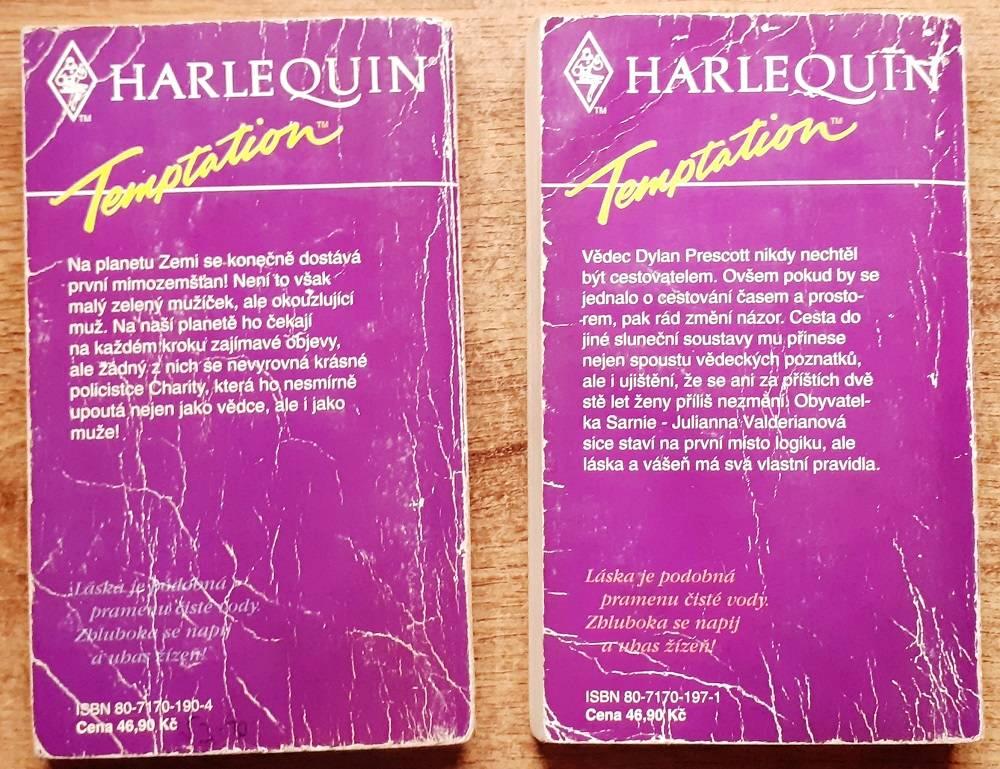 HARLEQUIN
TM
Temptation TM
Na planetu Zemi se konečně dostává
první mimozemšťan! Není to však
malý zelený mužíček, ale okouzlující
muž. Na naší planetě ho čekají
na každém kroku zajímavé objevy,
ale žádný z nich se nevyrovná krásné
policistce Charity, která ho nesmírně
upoutá nejen jako vědce, ale i jako
muže!
Láska je podobná
pramenu čisté vody.
Zhluboka se napij
a uhas žízeň!
ISBN 80-7170-190-4
Cena 46,90 Kč
HARLEQUIN
TM
Temptation TM
Vědec Dylan Prescott nikdy nechtěl
být cestovatelem. Ovšem pokud by se
jednalo o cestování časem a prosto-
rem, pak rád změní názor. Cesta do
jiné sluneční soustavy mu přinese
nejen spoustu vědeckých poznatků,
ale i ujištění, že se ani za příštích dvě
stě let ženy příliš nezmění. Obyvatel-
ka Sarnie - Julianna Valderianová
sice staví na první místo logiku, ale
láska a vášeň má svá vlastní pravidla.
Láska je podobná
pramenu čisté vody.
Zhluboka se napij
a uhas žízeň!
ISBN 80-7170-197-1
Cena 46,90 Kč